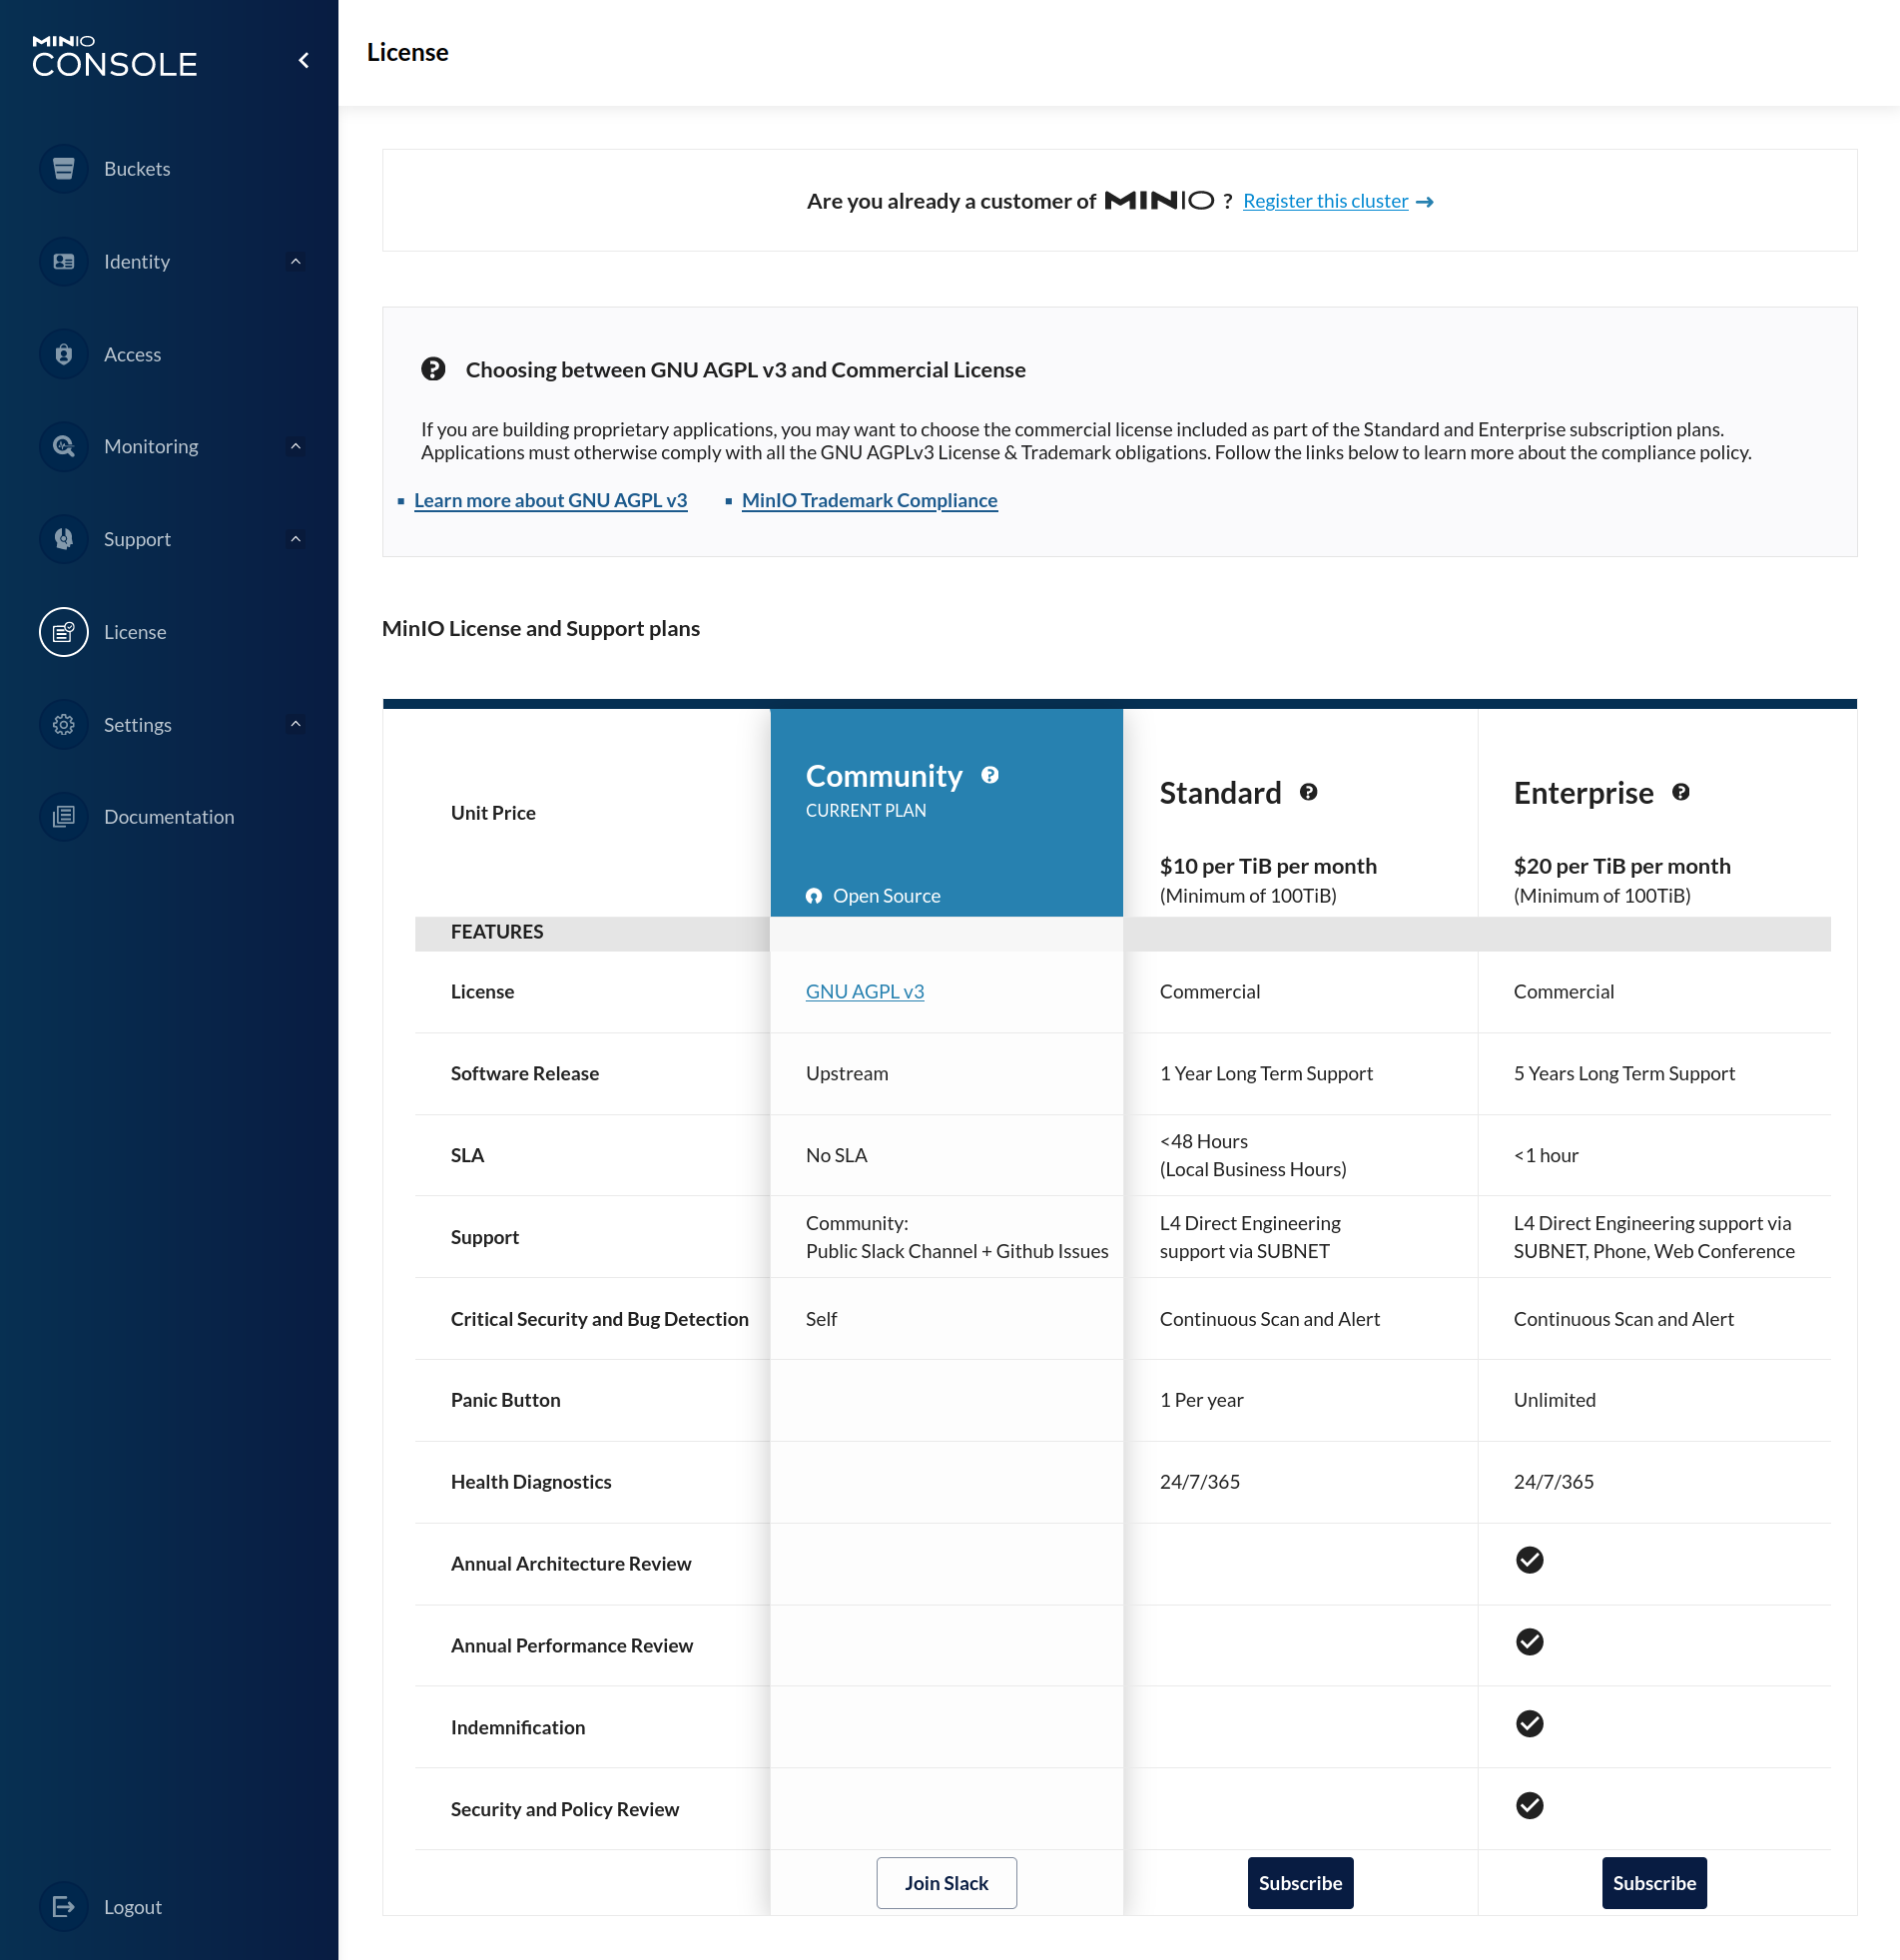 MINIO
CONSOLE
Buckets
Identity
Access
Monitoring
Support
License
Settings
Documentation
Logout
License
Are you already a customer of MINIO ? Register this cluster
Choosing between GNU AGPL v3 and Commercial License
If you are building proprietary applications, you may want to choose the commercial license included as part of the Standard and Enterprise subscription plans.
Applications must otherwise comply with all the GNU AGPLv3 License & Trademark obligations. Follow the links below to learn more about the compliance policy.
Learn more about GNU AGPL v3 MinIO Trademark Compliance
MinIO License and Support plans
Unit Price
Community
CURRENT PLAN
Open Source
Standard
$10 per TiB per month
(Minimum of 100TiB)
Enterprise
$20 per TiB per month
(Minimum of 100TiB)
FEATURES
License
GNU AGPL v3
Commercial
Commercial
Software Release
Upstream
1 Year Long Term Support
5 Years Long Term Support
SLA
No SLA
<48 Hours
(Local Business Hours)
<1 hour
Support
Community:
Public Slack Channel + Github Issues
L4 Direct Engineering
support via SUBNET
L4 Direct Engineering support via
SUBNET, Phone, Web Conference
Critical Security and Bug Detection
Self
Continuous Scan and Alert
Continuous Scan and Alert
Panic Button
1 Per year
Unlimited
Health Diagnostics
24/7/365
24/7/365
Annual Architecture Review
Annual Performance Review
Indemnification
Security and Policy Review
Join Slack
Subscribe
Subscribe